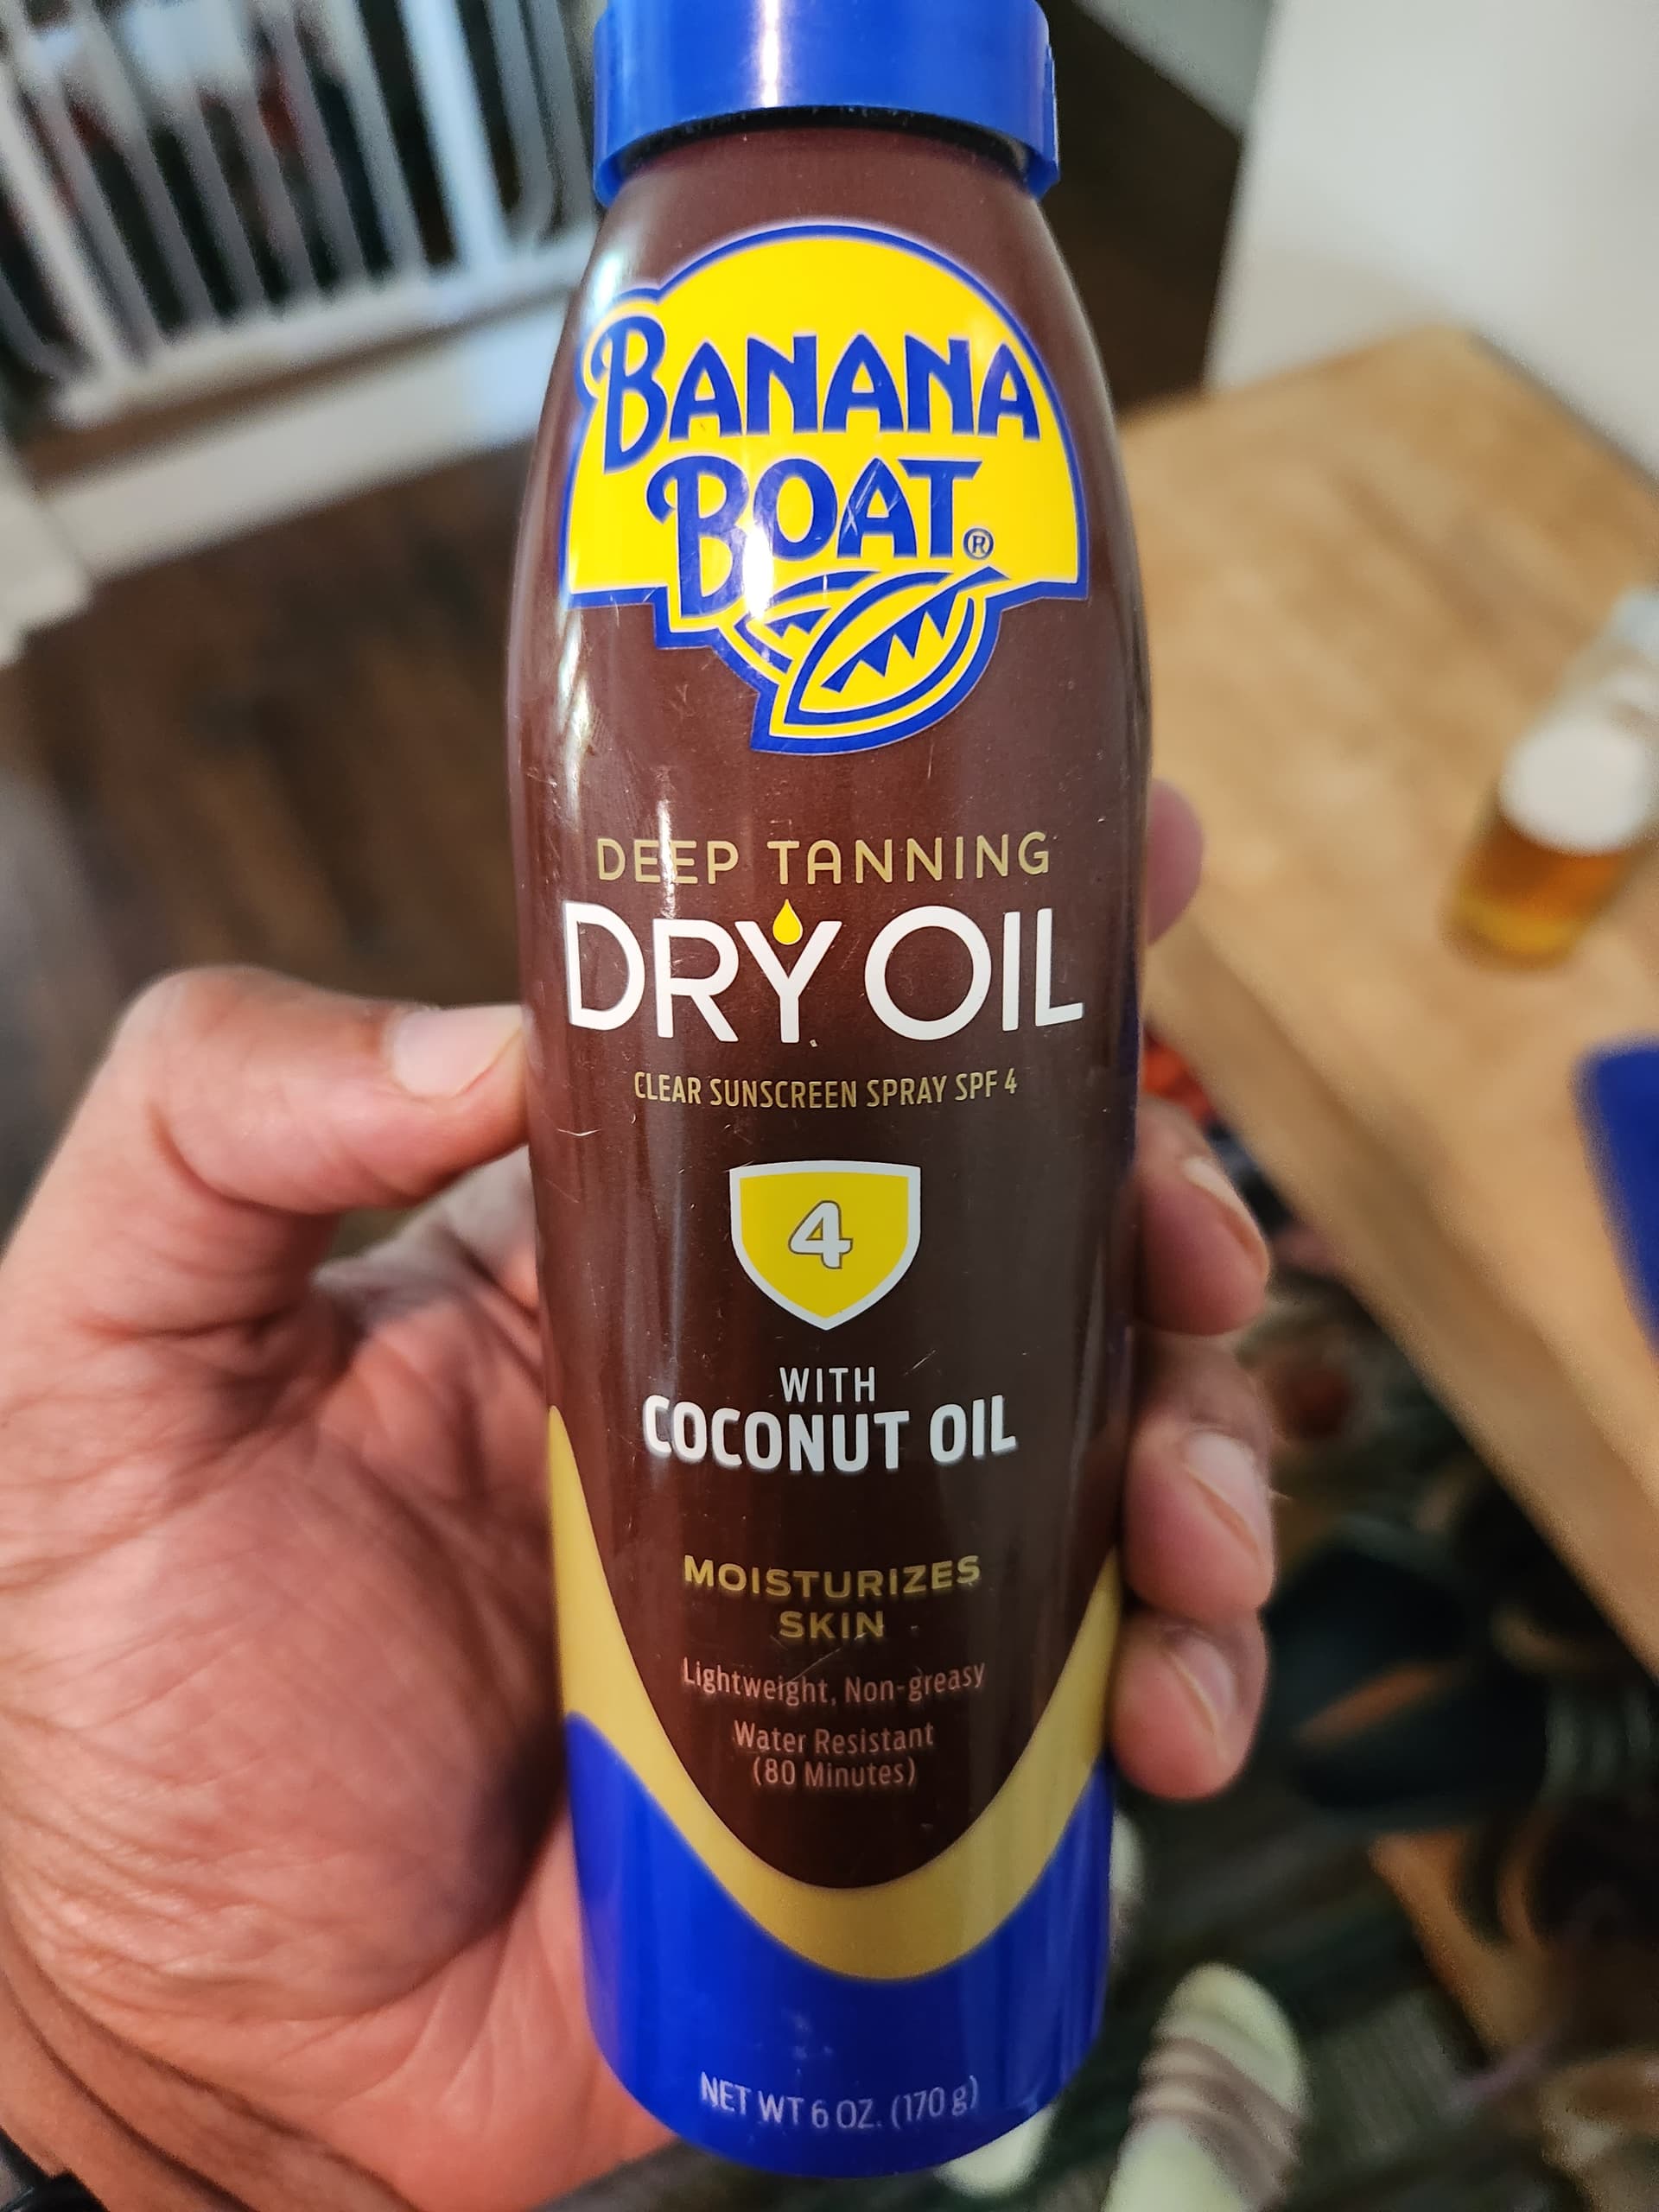 BANANA
BOAT®
DEEP TANNING
DRY OIL
CLEAR SUNSCREEN SPRAY SPF 4
4
WITH
COCONUT OIL
MOISTURIZES
SKIN
Lightweight, Non-greasy
Water Resistant
(80 Minutes)
NET WT 6 OZ. (170 g)